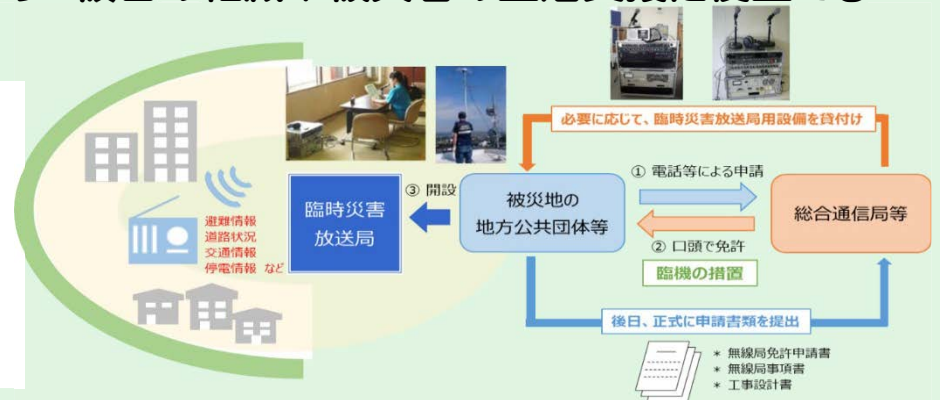 必要に応じて、臨時災害放送局用設備を貸付け
① 電話等による申請
③ 開設
臨時災害
放送局
被災地の
地方公共団体等
総合通信局等
② 口頭で免許
臨機の措置
避難情報
道路状況
交通情報
停電情報 など
後日、正式に申請書類を提出
* 無線局免許申請書
* 無線局事項書
* 工事設計書